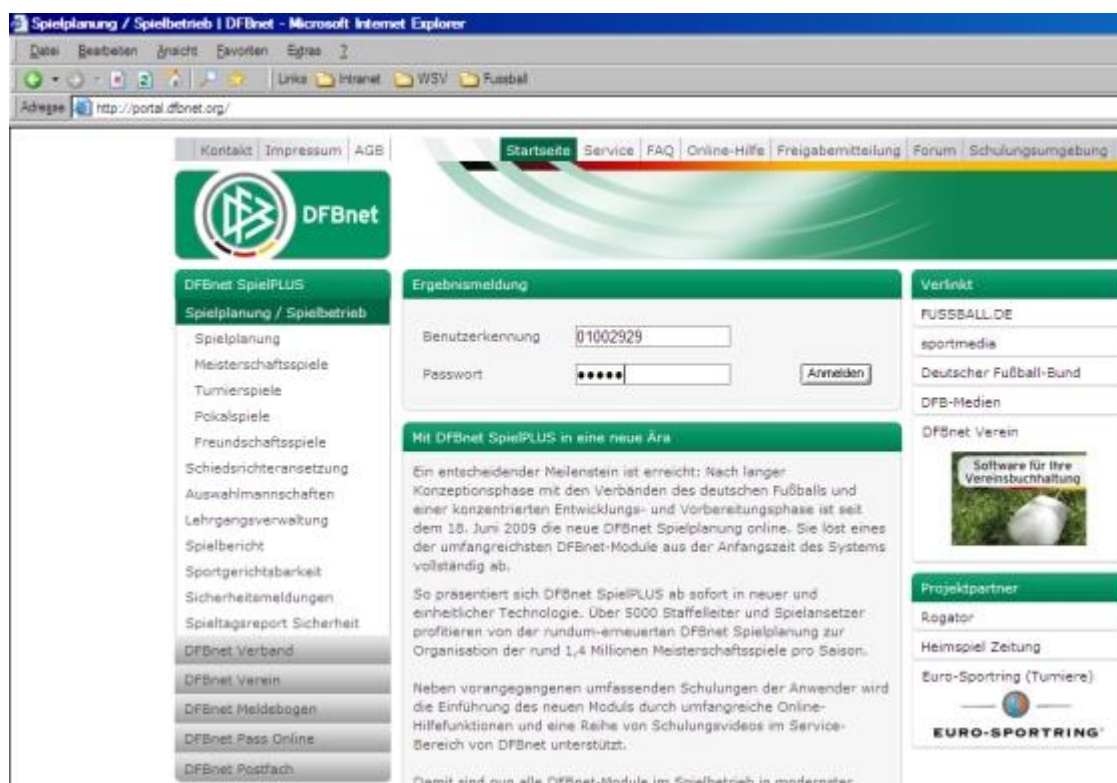 Spielplanung / Spielbetrieb | DFBnet - Microsoft Internet Explorer
Datei Bearbeiten Ansicht Favoriten Extras ?
Links Intranet WSV Fussball
Adresse http://portal.dfbnet.org/
Kontakt Impressum AGB
Startseite Service FAQ Online-Hilfe Freigabemitteilung Forum Schulungsumgebung
DFBnet
DFBnet SpielPLUS
Spielplanung / Spielbetrieb
Spielplanung
Meisterschaftsspiele
Turnierspiele
Pokalspiele
Freundschaftsspiele
Schiedsrichteransetzung
Auswahlmannschaften
Lehrgangsverwaltung
Spielbericht
Sportgerichtsbarkeit
Sicherheitsmeldungen
Spieltagsreport Sicherheit
DFBnet Verband
DFBnet Verein
DFBnet Meldebogen
DFBnet Pass Online
DFBnet Postfach
Ergebnismeldung
Benutzerkennung 01002929
Passwort ●●●●● Anmelden
Mit DFBnet SpielPLUS in eine neue Ära
Ein entscheidender Meilenstein ist erreicht: Nach langer
Konzeptionsphase mit den Verbänden des deutschen Fußballs und
einer konzentrierten Entwicklungs- und Vorbereitungsphase ist seit
dem 18. Juni 2009 die neue DFBnet Spielplanung online. Sie löst eines
der umfangreichsten DFBnet-Module aus der Anfangszeit des Systems
vollständig ab.
So präsentiert sich DFBnet SpielPLUS ab sofort in neuer und
einheitlicher Technologie. Über 5000 Staffelleiter und Spielansetzer
profitieren von der rundum-erneuerten DFBnet Spielplanung zur
Organisation der rund 1,4 Millionen Meisterschaftsspiele pro Saison.
Neben vorangegangenen umfassenden Schulungen der Anwender wird
die Einführung des neuen Moduls durch umfangreiche Online-
Hilfefunktionen und eine Reihe von Schulungsvideos im Service-
Bereich von DFBnet unterstützt.
Damit sind nun alle DFBnet-Module im Spielbetrieb in modernster
Verlinkt
FUSSBALL.DE
sportmedia
Deutscher Fußball-Bund
DFB-Medien
DFBnet Verein
Software für Ihre
Vereinsbuchhaltung
Projektpartner
Rogator
Heimspiel Zeitung
Euro-Sportring (Turniere)
EURO-SPORTRING